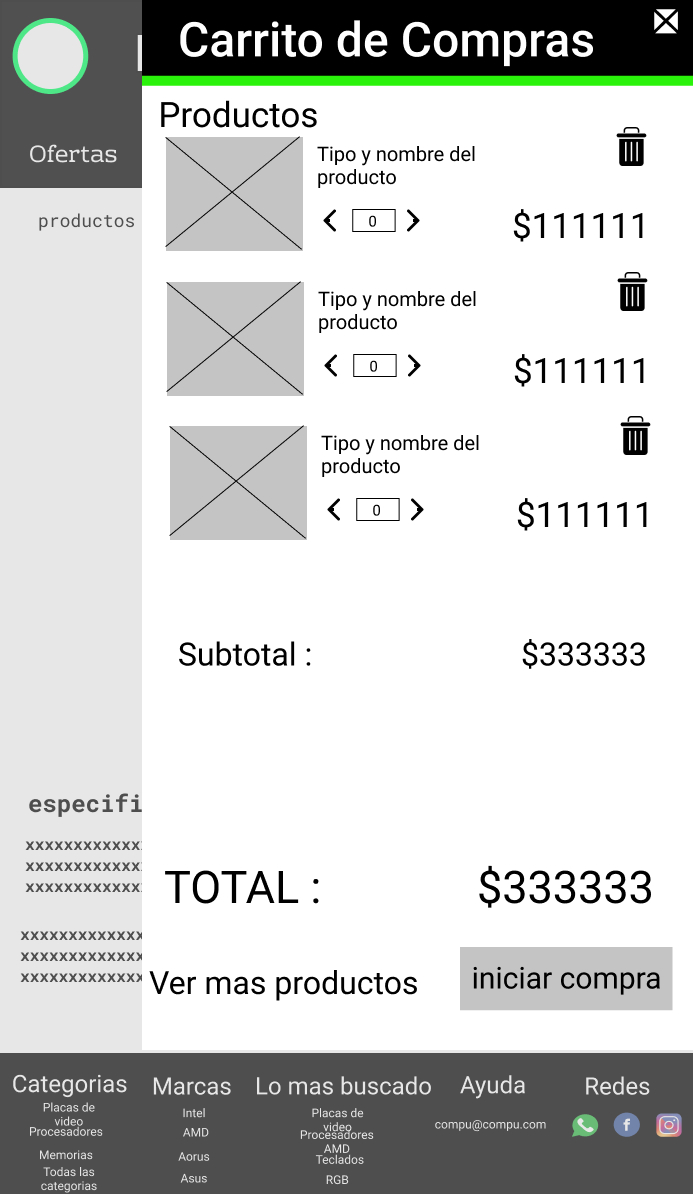 Carrito de Compras
Ofertas
productos
Productos
Tipo y nombre del
producto
0
$111111
Tipo y nombre del
producto
0
$111111
Tipo y nombre del
producto
0
$111111
Subtotal :
$333333
especifi
xxxxxxxxxxxx
xxxxxxxxxxxx
xxxxxxxxxxxx
TOTAL :
$333333
xxxxxxxxxxxxx
xxxxxxxxxxxxx
xxxxxxxxxxxxx
Ver mas productos
iniciar compra
Categorias
Placas de
video
Procesadores
Memorias
Todas las
categorias
Marcas
Intel
AMD
Aorus
Asus
Lo mas buscado
Placas de
video
Procesadores
AMD
Teclados
RGB
Ayuda
compu@compu.com
Redes